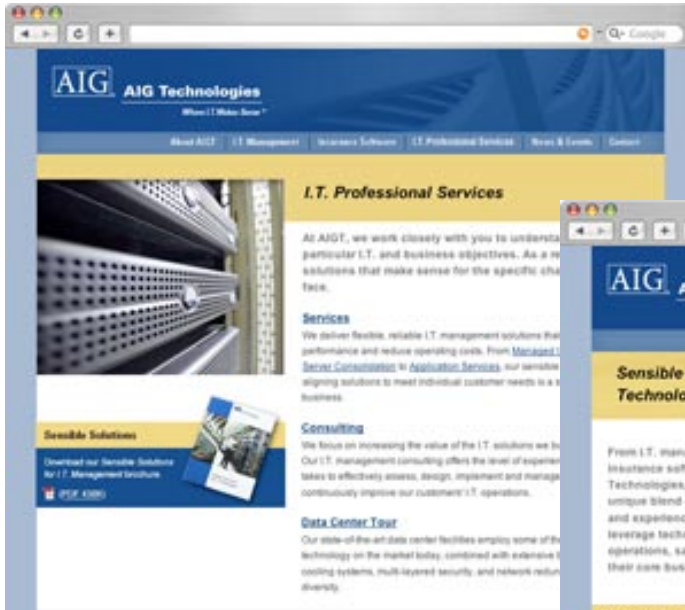 Google
AIG AIG Technologies
Where I.T. Makes Sense
About AIGT I.T. Management Insurance Software I.T. Professional Services News & Events Contact
I.T. Professional Services
At AIGT, we work closely with you to understa
particular I.T. and business objectives. As a re
solutions that make sense for the specific cha
face.
Services
We deliver flexible, reliable I.T. management solutions that
performance and reduce operating costs. From Managed
Server Consolidation to Application Services, our sensible
aligning solutions to meet individual customer needs is a
business.
Consulting
We focus on increasing the value of the I.T. solutions we bu
Our I.T. management consulting offers the level of experien
takes to effectively assess, design, implement and manage
continuously improve our customers' I.T. operations.
Data Center Tour
Our state-of-the-art data center facilities employ some of the
technology on the market today, combined with extensive
cooling systems, multi-layered security, and network redun
diversity.
Sensible Solutions
Download our Sensible Solutions
for I.T. Management brochure
AIG A
Sensible
Technolo
From I.T. mana
insurance soft
Technologies,
unique blend
and experienc
leverage techn
operations, sa
their core bus